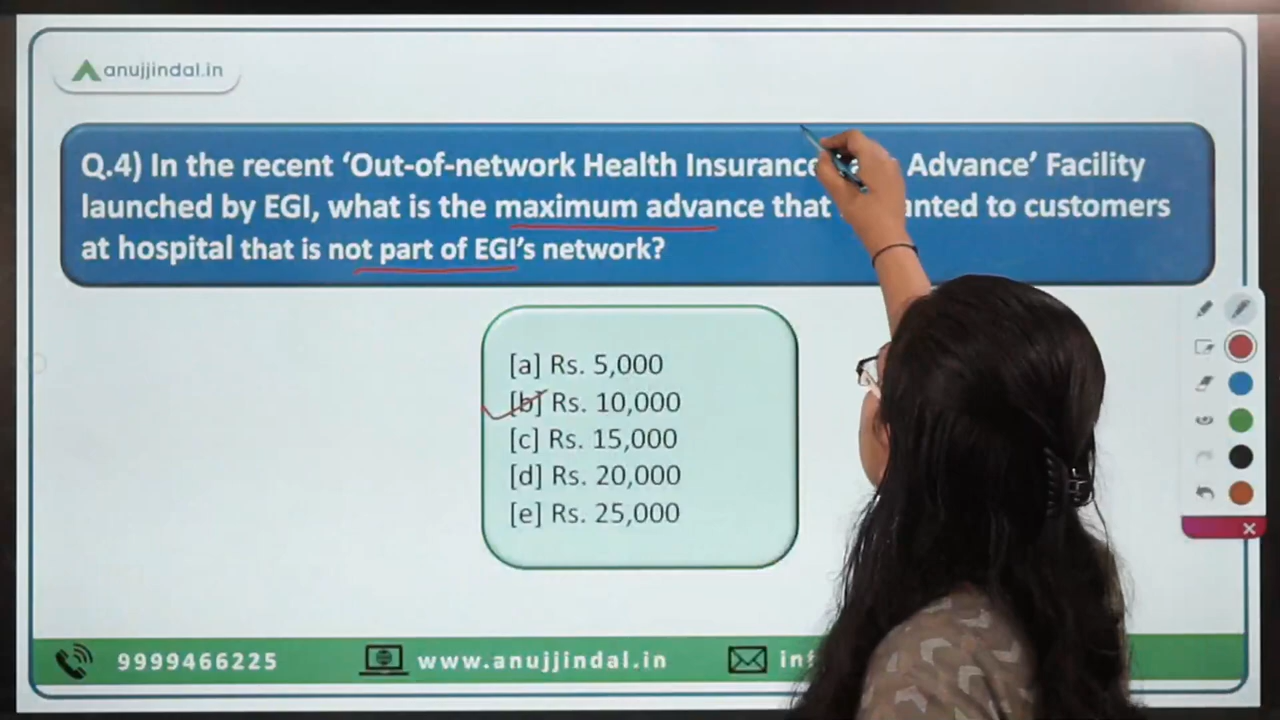 anujjindal.in
Q.4) In the recent ‘Out-of-network Health Insurance Advance’ Facility
launched by EGI, what is the maximum advance that to customers
at hospital that is not part of EGI’s network?
[a] Rs. 5,000
[b] Rs. 10,000
[c] Rs. 15,000
[d] Rs. 20,000
[e] Rs. 25,000
9999466225 www.anujjindal.in